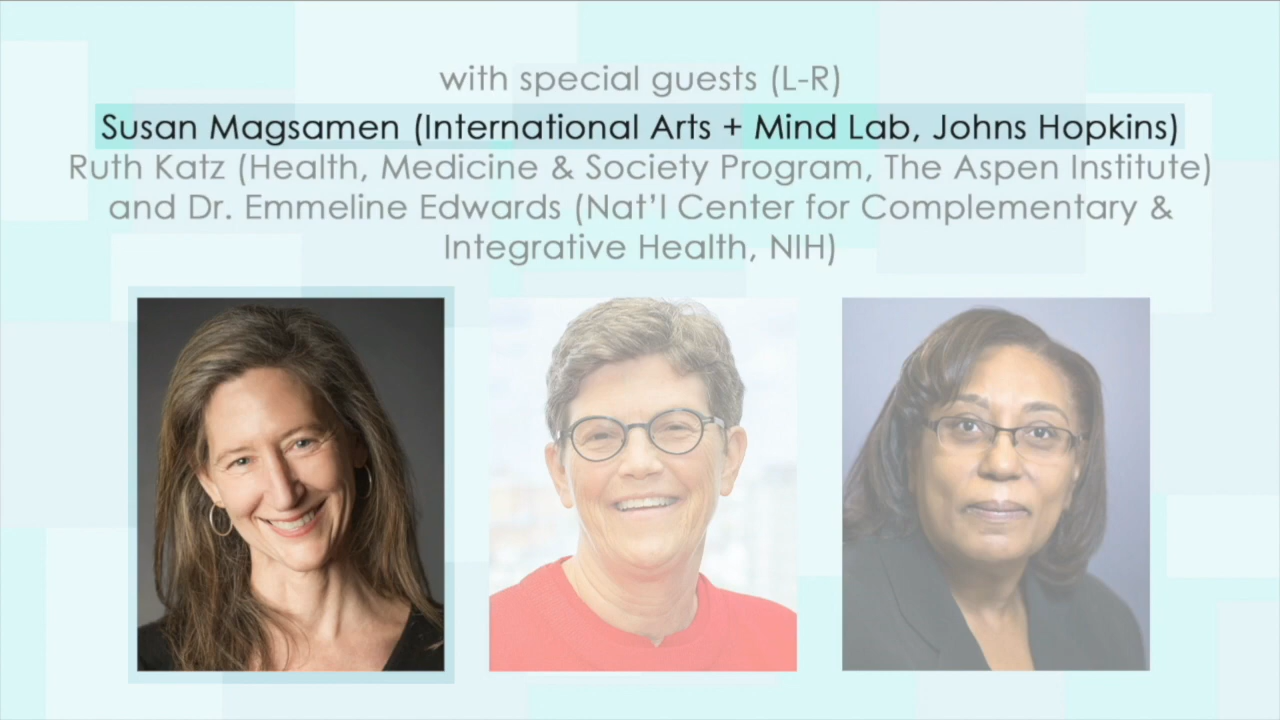 with special guests (L-R)
Susan Magsamen (International Arts + Mind Lab, Johns Hopkins)
Ruth Katz (Health, Medicine & Society Program, The Aspen Institute)
and Dr. Emmeline Edwards (Nat’l Center for Complementary &
Integrative Health, NIH)